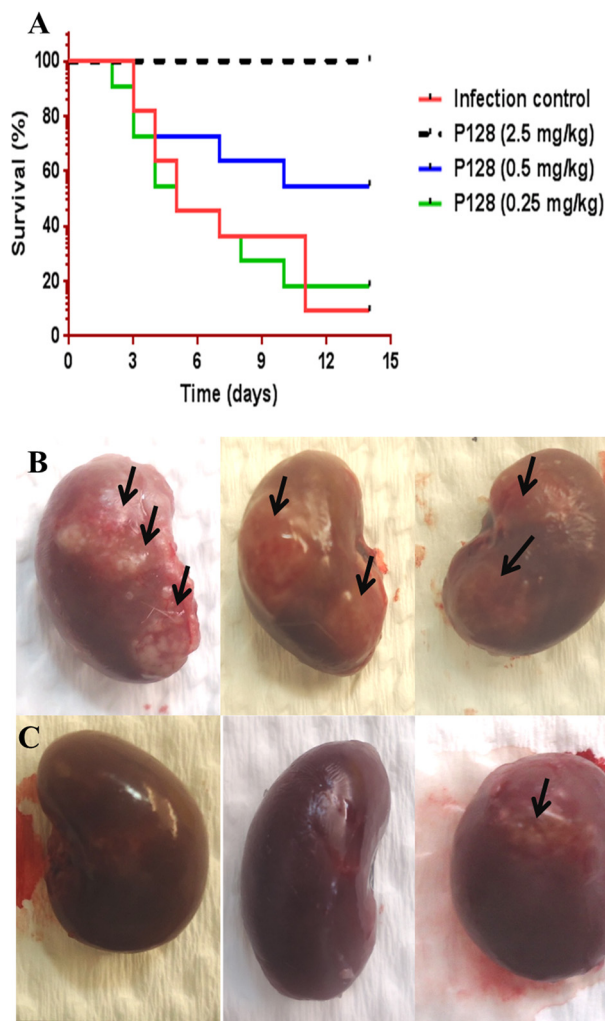 A
100
80
60
40
20
0
Survival (%)
0 3 6 9 12 15
Time (days)
Infection control
P128 (2.5 mg/kg)
P128 (0.5 mg/kg)
P128 (0.25 mg/kg)
B
C